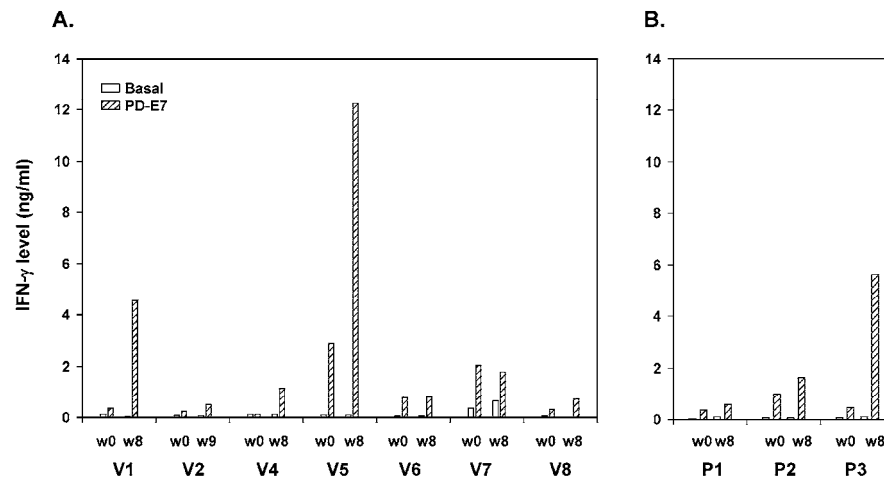 A.
B.
14
12
10
8
6
4
2
0
IFN-γ level (ng/ml)
Basal
PD-E7
w0 w8 w0 w9 w0 w8 w0 w8 w0 w8 w0 w8 w0 w8
V1 V2 V4 V5 V6 V7 V8
14
12
10
8
6
4
2
0
w0 w8 w0 w8 w0 w8
P1 P2 P3